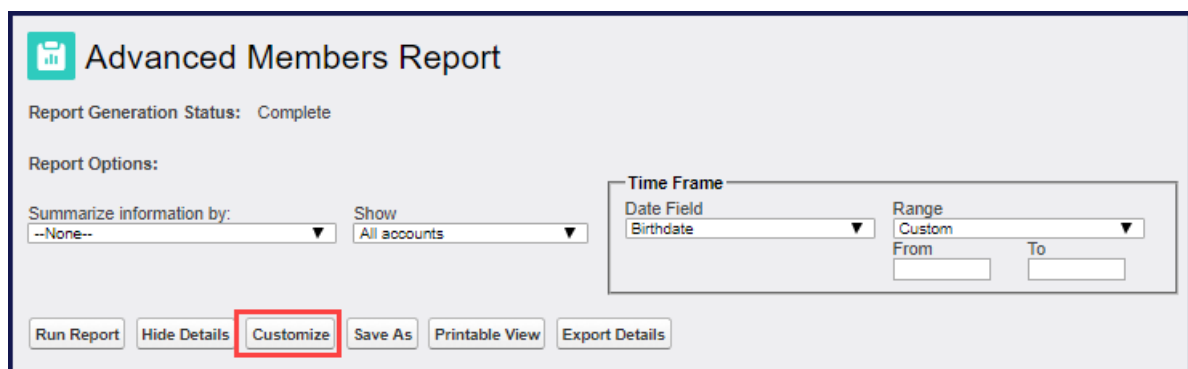 Advanced Members Report
Report Generation Status: Complete
Report Options:
Time Frame
Summarize information by: Show Date Field Range
--None-- All accounts Birthdate Custom
From To
Run Report Hide Details Customize Save As Printable View Export Details